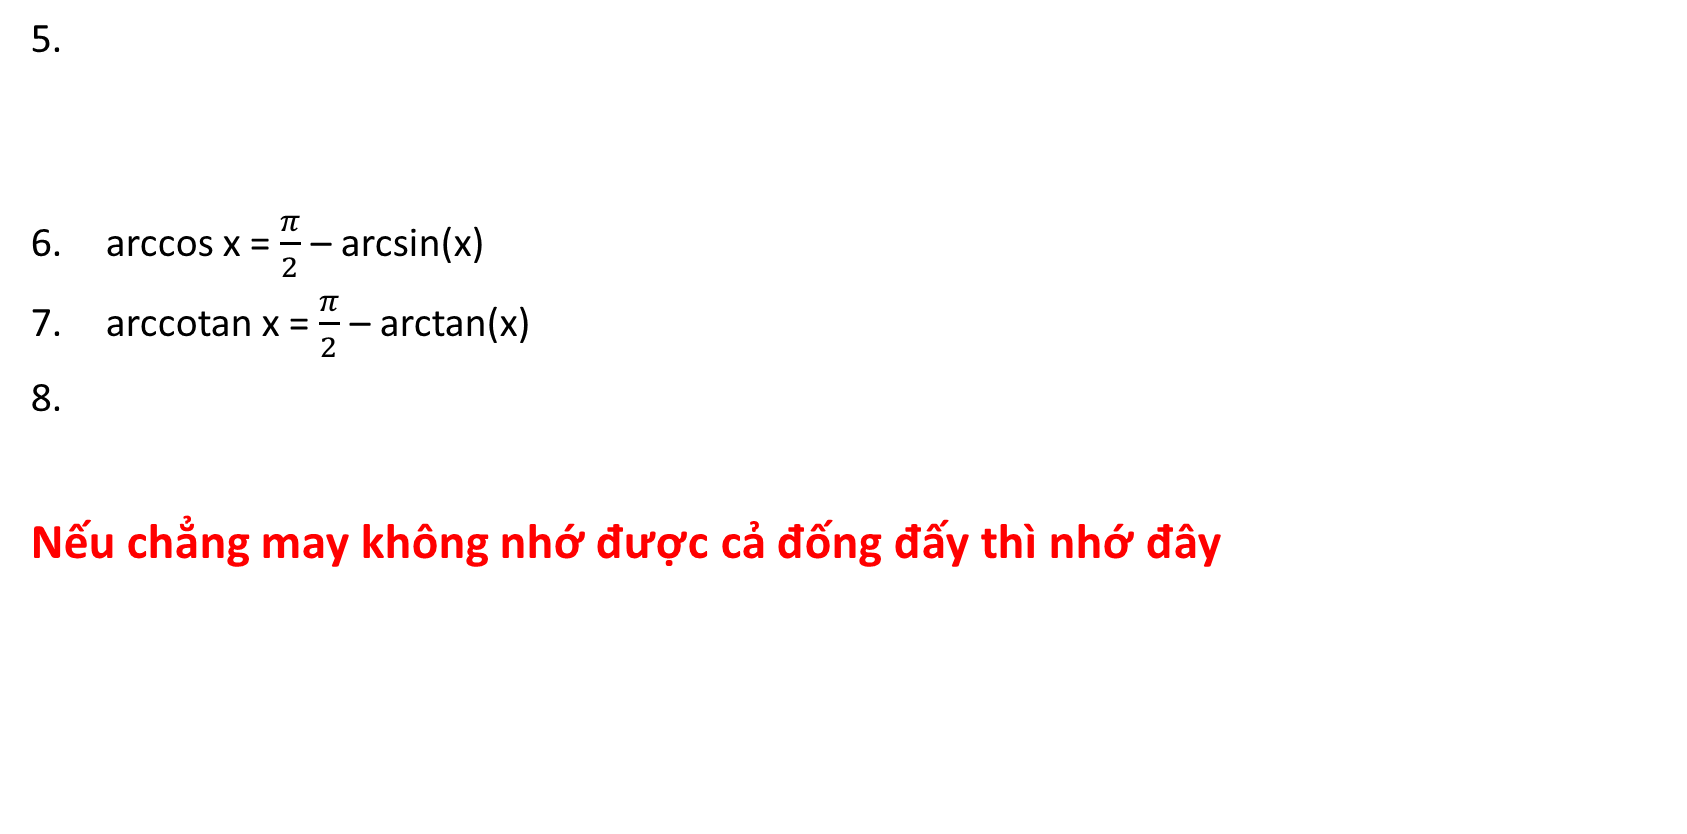 5.
6. arccos x = π/2 – arcsin(x)
7. arccotan x = π/2 – arctan(x)
8.
Nếu chẳng may không nhớ được cả đống đấy thì nhớ đây